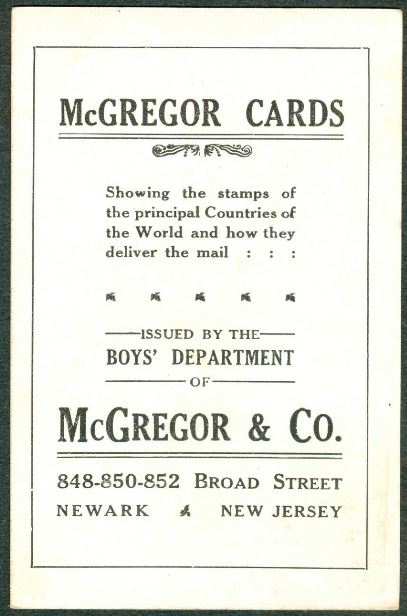 McGREGOR CARDS
Showing the stamps of
the principal Countries of
the World and how they
deliver the mail : : :
ISSUED BY THE
BOYS' DEPARTMENT
OF
McGREGOR & Co.
848-850-852 BROAD STREET
NEWARK NEW JERSEY